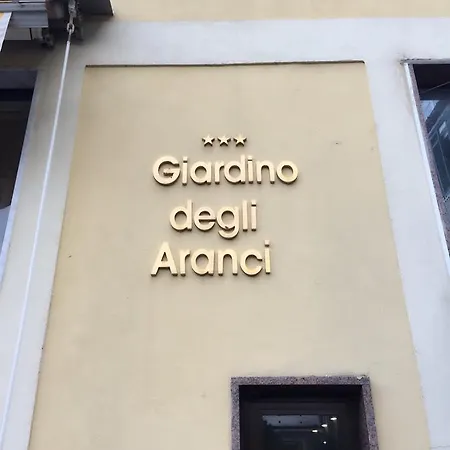 ★★★
Giardino
degli
Aranci